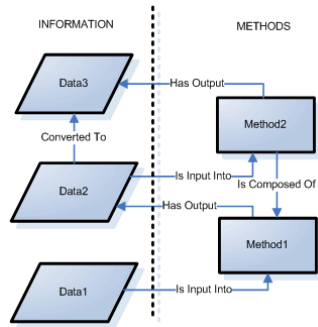 INFORMATION
METHODS
Data3
Has Output
Converted To
Method2
Data2
Is Input Into
Is Composed Of
Has Output
Method1
Data1
Is Input Into